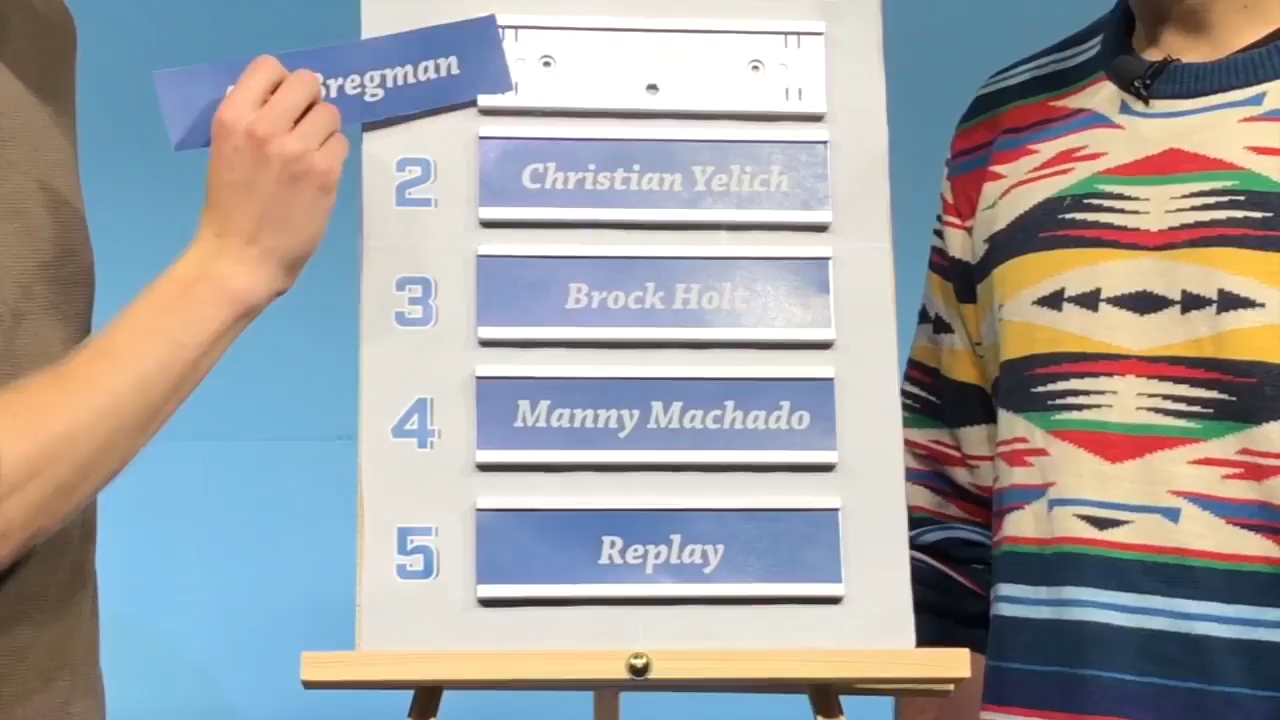 Bregman
2 Christian Yelich
3 Brock Holt
4 Manny Machado
5 Replay